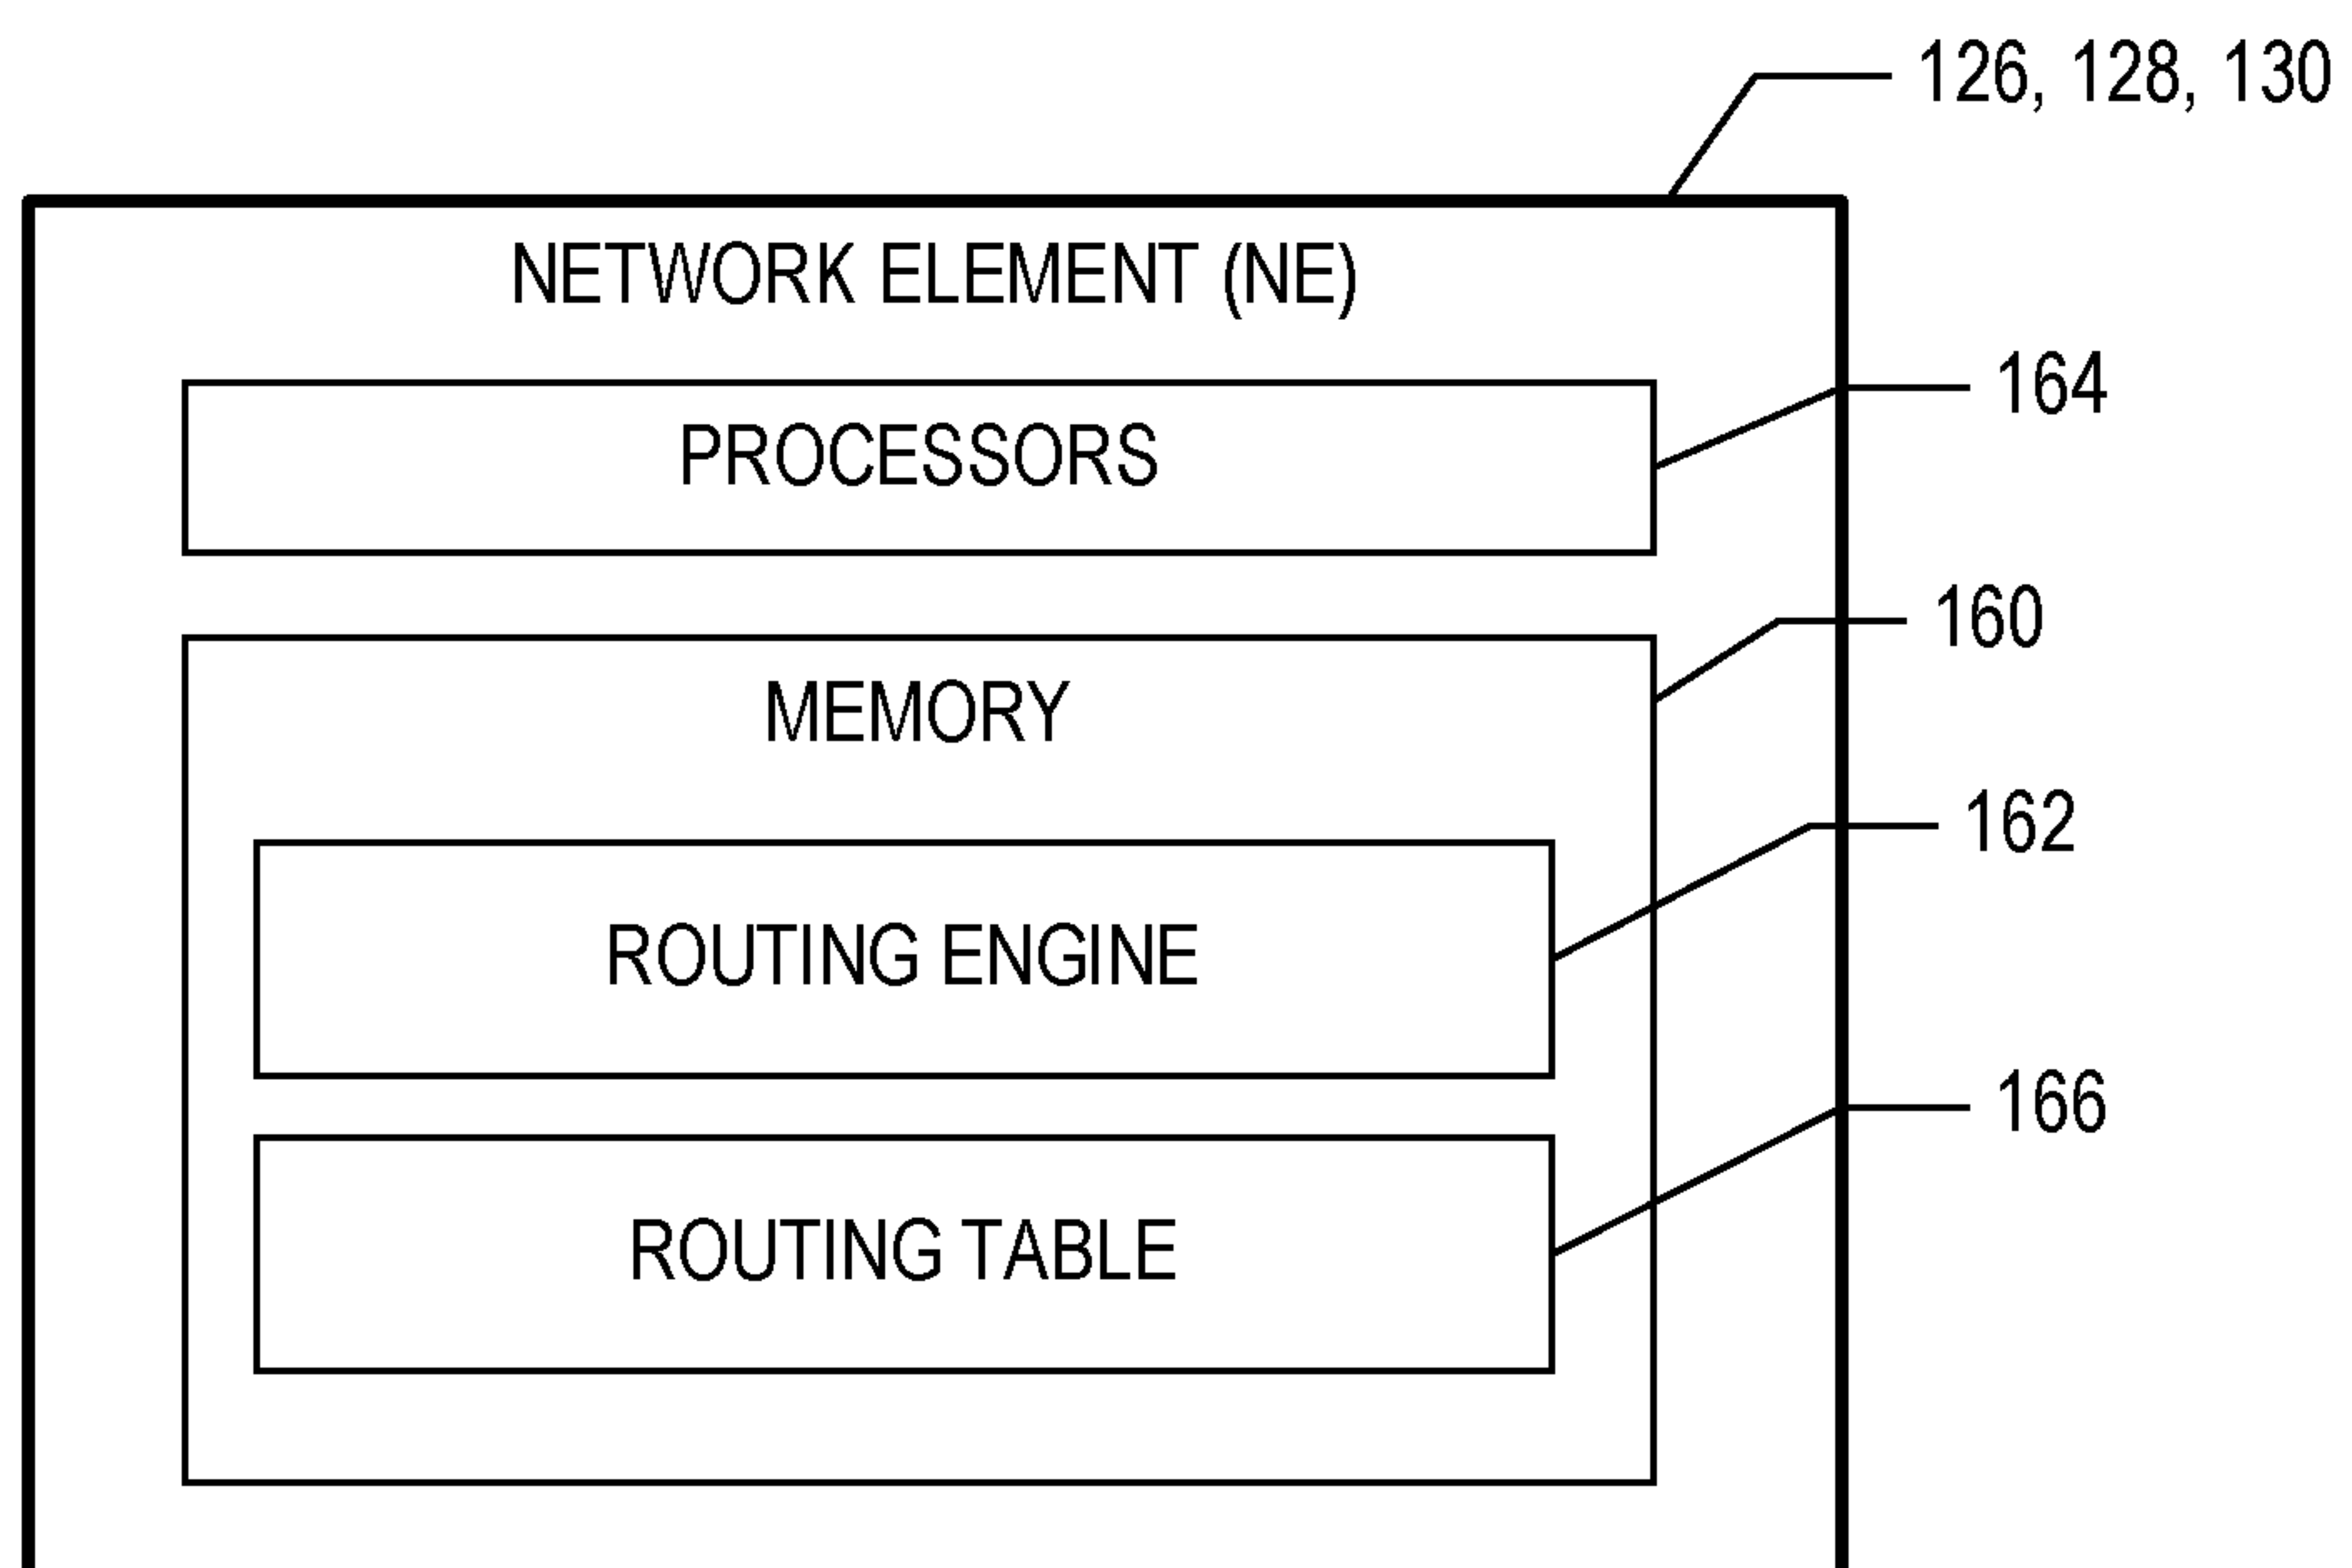 126, 128, 130
NETWORK ELEMENT (NE)
164
PROCESSORS
160
MEMORY
162
ROUTING ENGINE
166
ROUTING TABLE